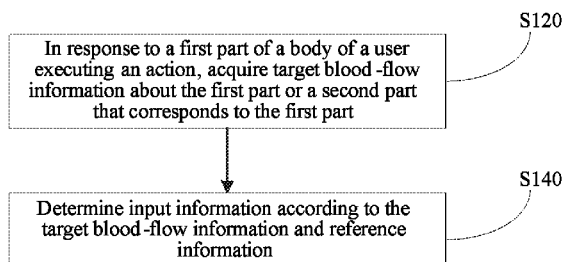 S120
In response to a first part of a body of a user
executing an action, acquire target blood-flow
information about the first part or a second part
that corresponds to the first part
S140
Determine input information according to the
target blood-flow information and reference
information